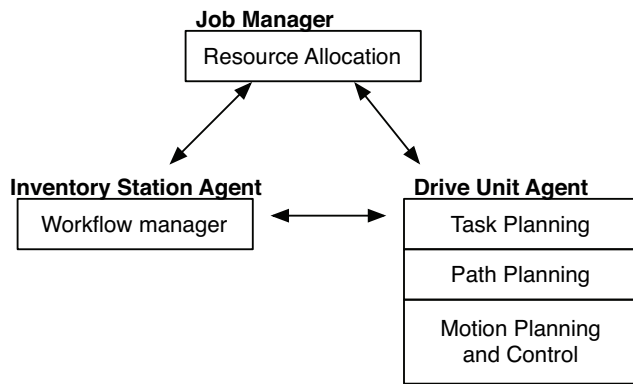 Job Manager
Resource Allocation
Inventory Station Agent
Workflow manager
Drive Unit Agent
Task Planning
Path Planning
Motion Planning
and Control